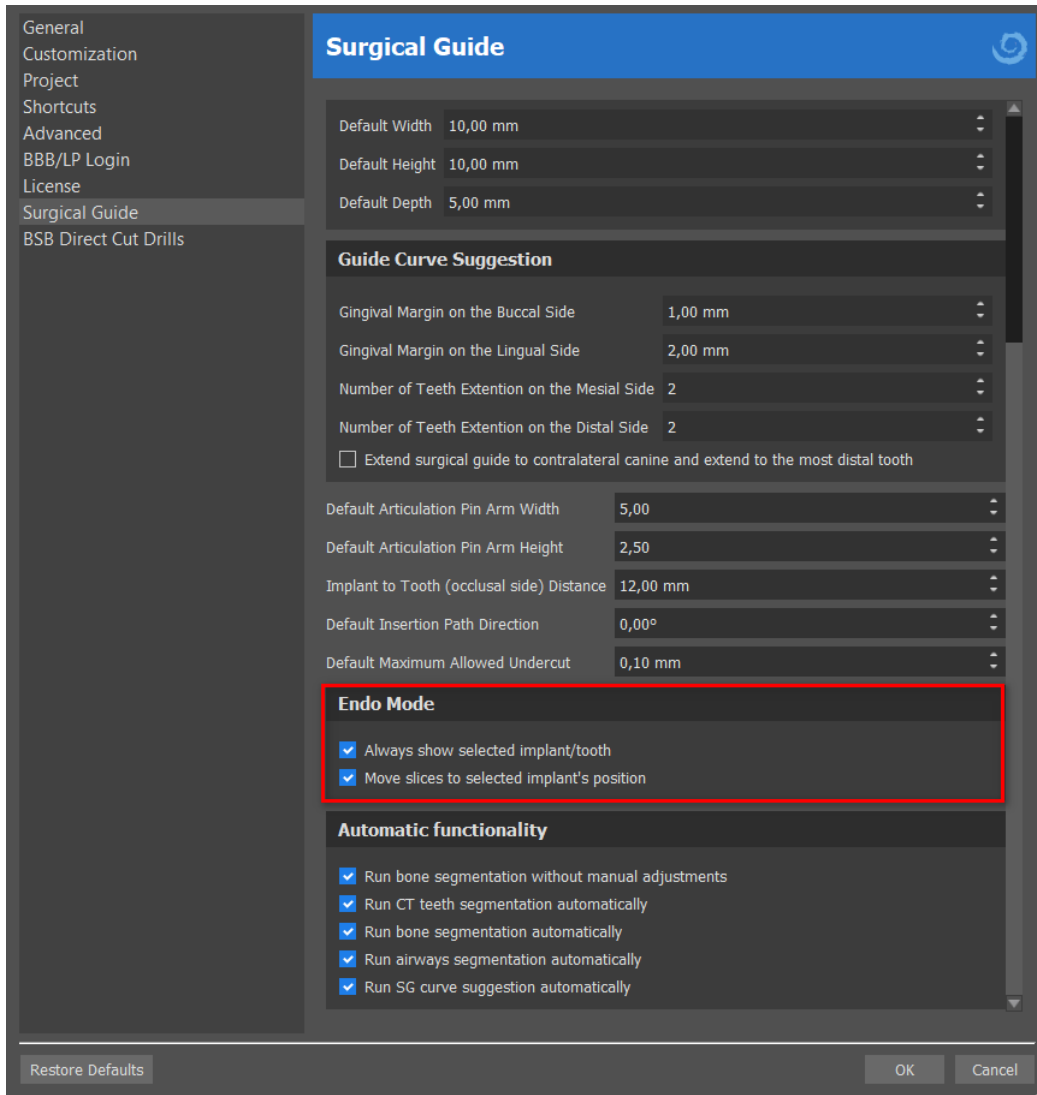 General
Customization
Project
Shortcuts
Advanced
BBB/LP Login
License
Surgical Guide
BSB Direct Cut Drills
Surgical Guide
Default Width 10,00 mm
Default Height 10,00 mm
Default Depth 5,00 mm
Guide Curve Suggestion
Gingival Margin on the Buccal Side 1,00 mm
Gingival Margin on the Lingual Side 2,00 mm
Number of Teeth Extention on the Mesial Side 2
Number of Teeth Extention on the Distal Side 2
Extend surgical guide to contralateral canine and extend to the most distal tooth
Default Articulation Pin Arm Width 5,00
Default Articulation Pin Arm Height 2,50
Implant to Tooth (occlusal side) Distance 12,00 mm
Default Insertion Path Direction 0,00º
Default Maximum Allowed Undercut 0,10 mm
Endo Mode
Always show selected implant/tooth
Move slices to selected implant's position
Automatic functionality
Run bone segmentation without manual adjustments
Run CT teeth segmentation automatically
Run bone segmentation automatically
Run airways segmentation automatically
Run SG curve suggestion automatically
Restore Defaults OK Cancel